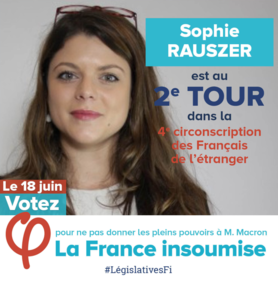 Sophie
RAUSZER
est au
2e TOUR
dans la
4e circonscription
des Français
de l'étranger
Le 18 juin
Votez
pour ne pas donner les pleins pouvoirs à M. Macron
La France insoumise
#LégislativesFi